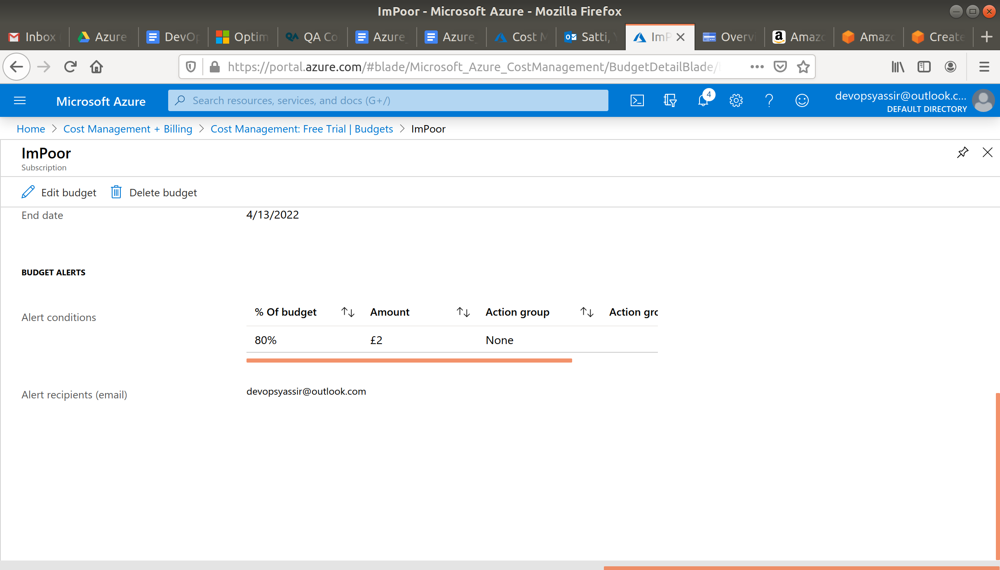 ImPoor - Microsoft Azure - Mozilla Firefox
Inbox Azure DevOp Optim QA Co Azure_ Azure_ Cost M Satti, Y ImP Overvi Amazo Amazo Create
https://portal.azure.com/#blade/Microsoft_Azure_CostManagement/BudgetDetailBlade/
Microsoft Azure
Search resources, services, and docs (G+/)
4
devopsyassir@outlook.c...
DEFAULT DIRECTORY
Home > Cost Management + Billing > Cost Management: Free Trial | Budgets > ImPoor
ImPoor
Subscription
Edit budget Delete budget
End date 4/13/2022
BUDGET ALERTS
Alert conditions
% Of budget Amount Action group Action gro
80% £2 None
Alert recipients (email) devopsyassir@outlook.com